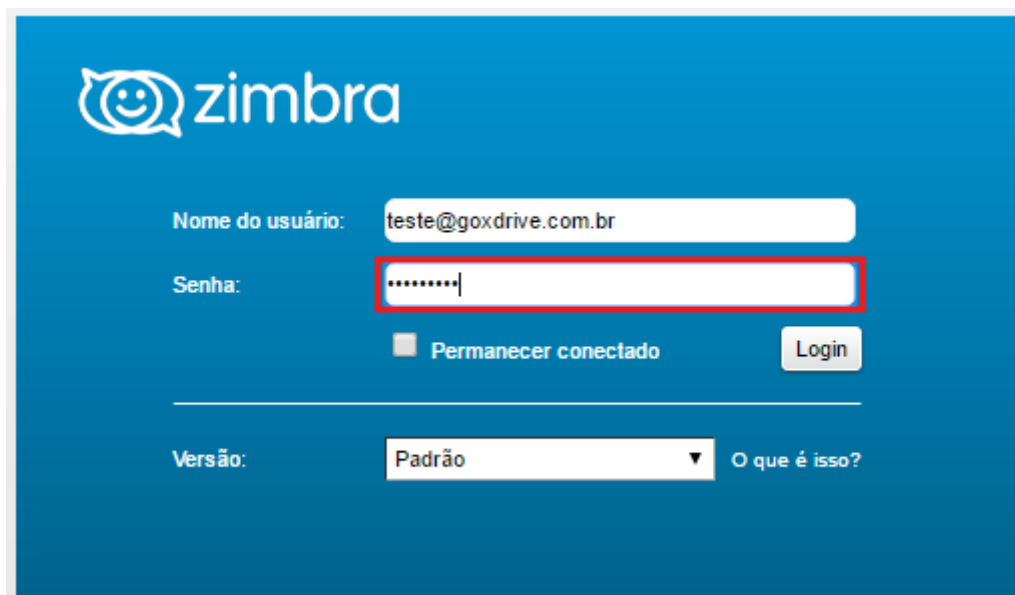 zimbra
Nome do usuário: teste@goxdrive.com.br
Senha: •••••••••
Permanecer conectado Login
Versão: Padrão O que é isso?